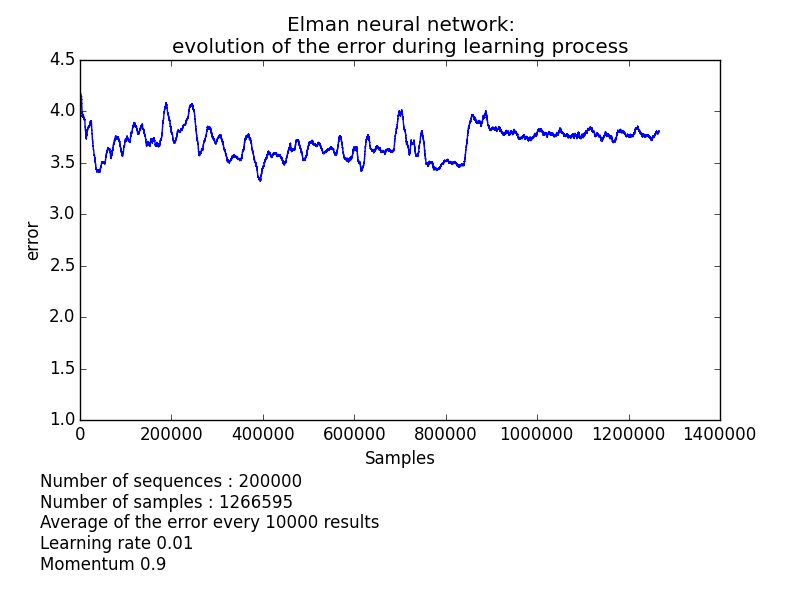 Elman neural network:
evolution of the error during learning process
4.5
4.0
3.5
3.0
2.5
2.0
1.5
1.0
error
0 200000 400000 600000 800000 1000000 1200000 1400000
Samples
Number of sequences : 200000
Number of samples : 1266595
Average of the error every 10000 results
Learning rate 0.01
Momentum 0.9